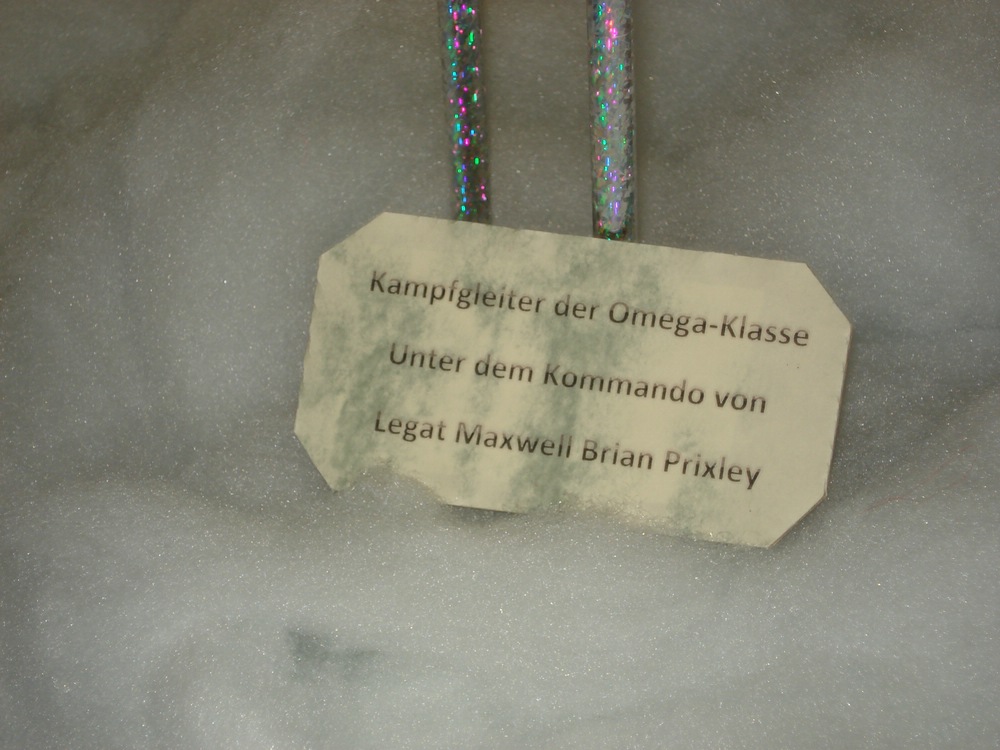 Kampfgleiter der Omega-Klasse
Unter dem Kommando von
Legat Maxwell Brian Prixley